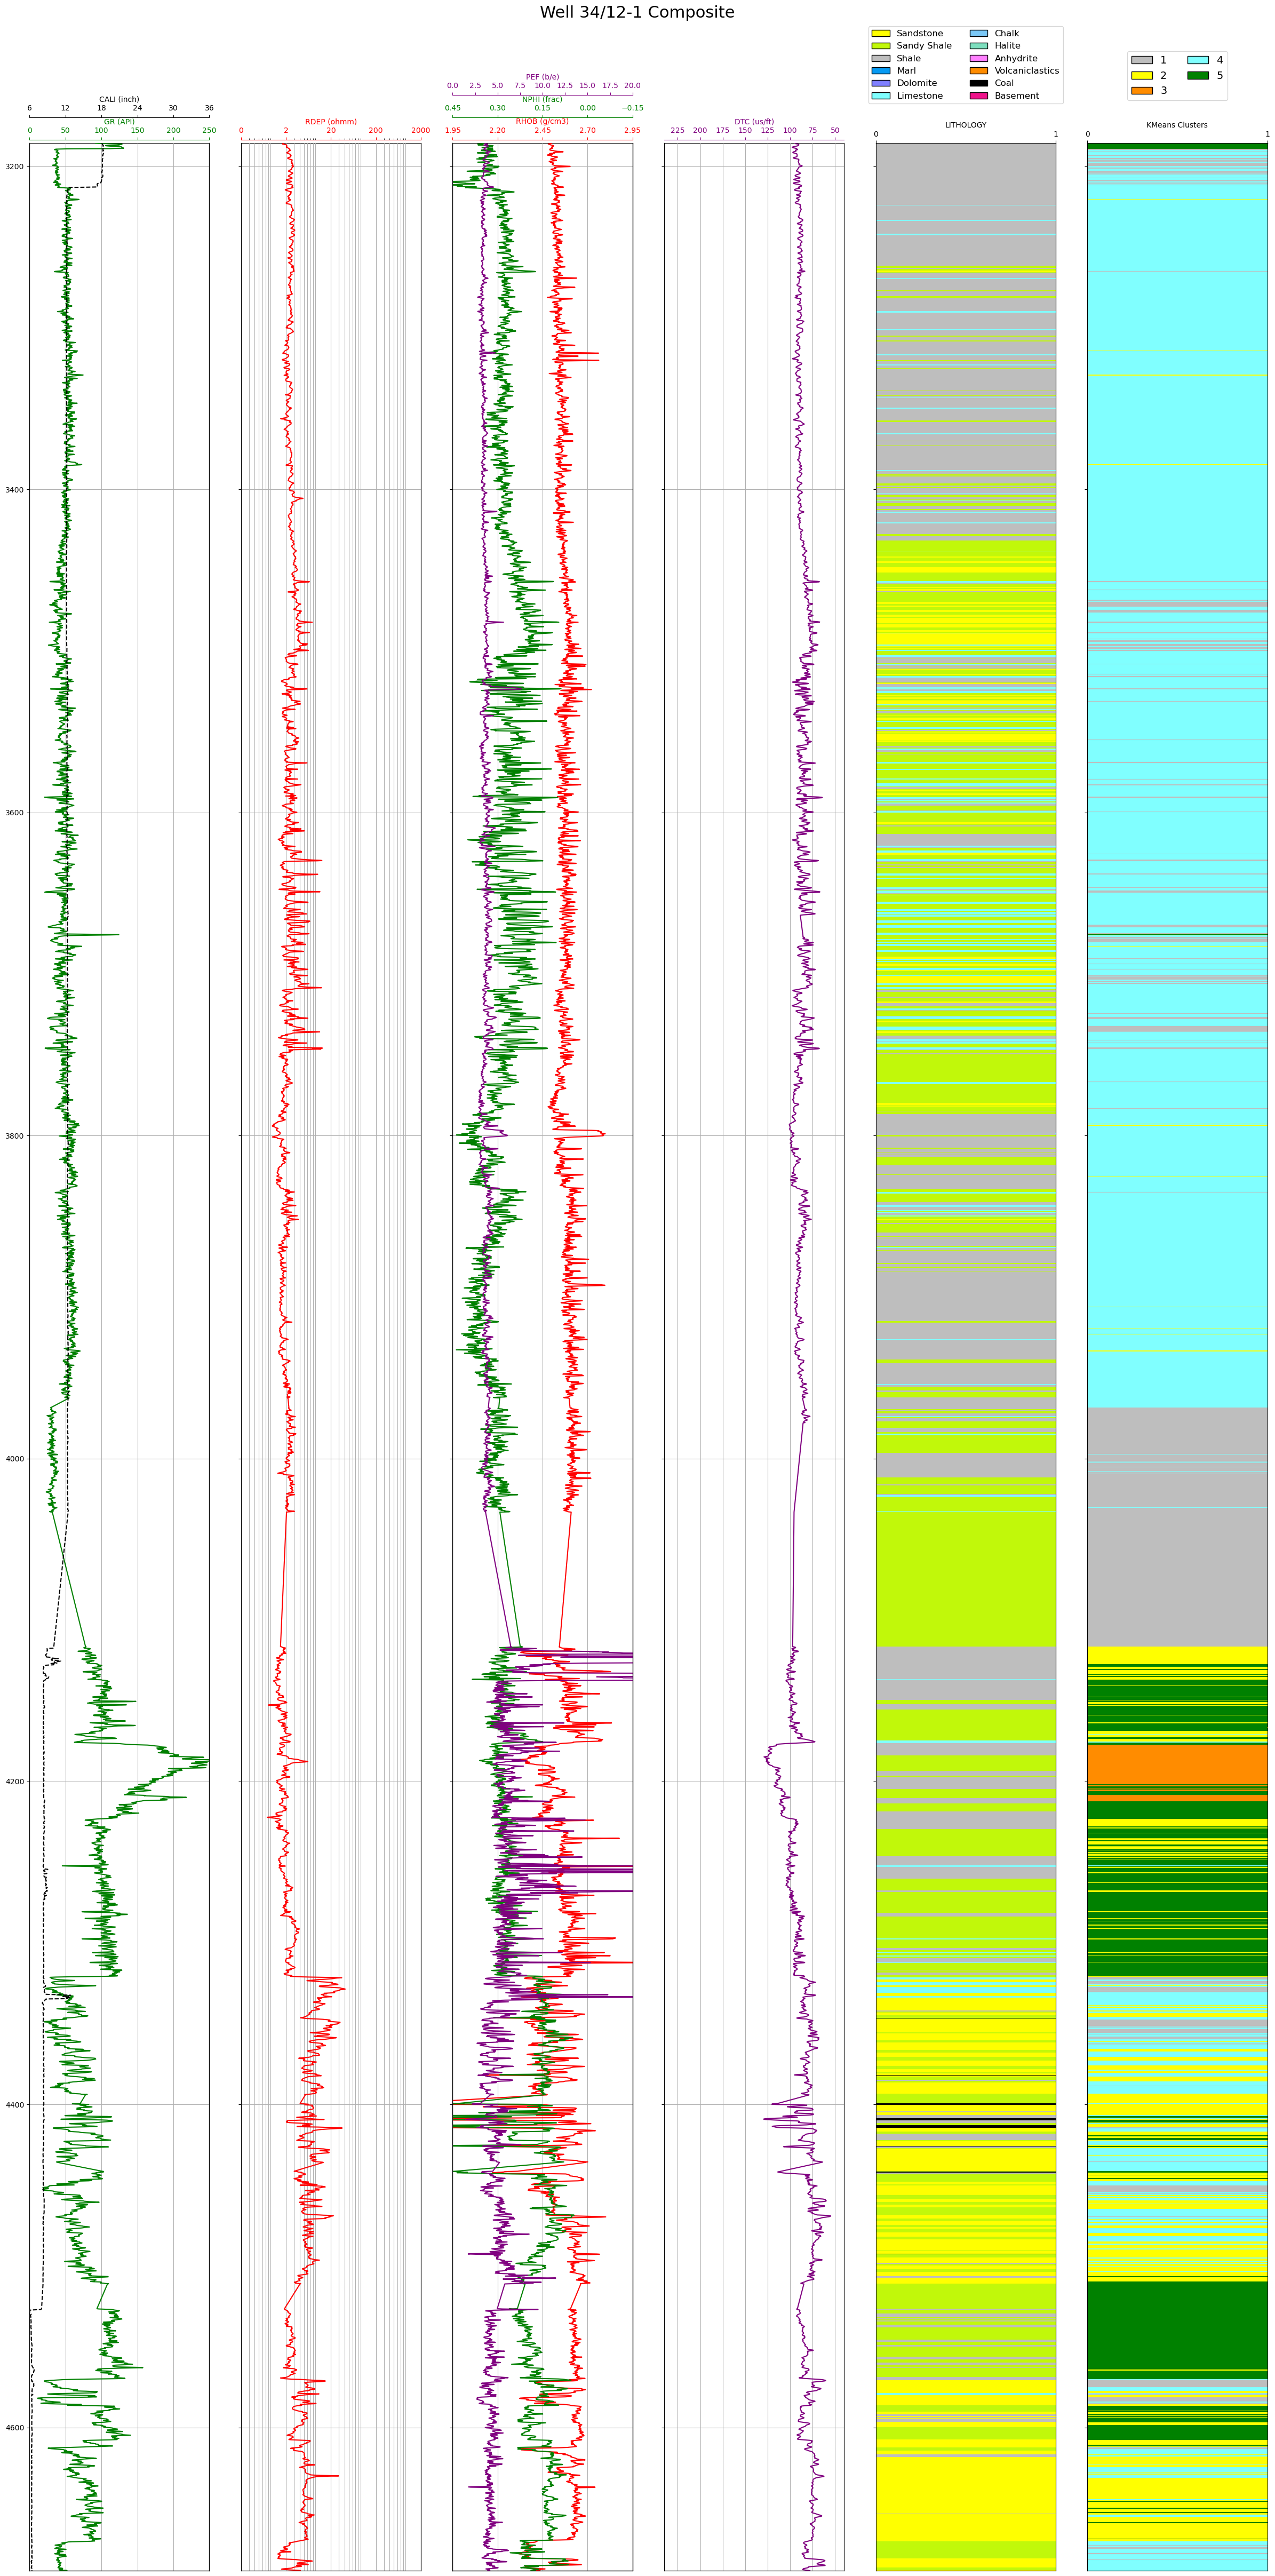 Well 34/12-1 Composite
Sandstone Chalk
Sandy Shale Halite
Shale Anhydrite
Marl Volcaniclastics
Dolomite Coal
Limestone Basement
1 4
2 5
3
PEF (b/e)
0.0 2.5 5.0 7.5 10.0 12.5 15.0 17.5 20.0
CALI (inch) NPHI (frac)
6 12 18 24 30 36 0.45 0.30 0.15 0.00 −0.15
GR (API) RDEP (ohmm) RHOB (g/cm3) DTC (us/ft) LITHOLOGY KMeans Clusters
0 50 100 150 200 250 0 2 20 200 2000 1.95 2.20 2.45 2.70 2.95 225 200 175 150 125 100 75 50 0 1 0 1
3200
3400
3600
3800
4000
4200
4400
4600